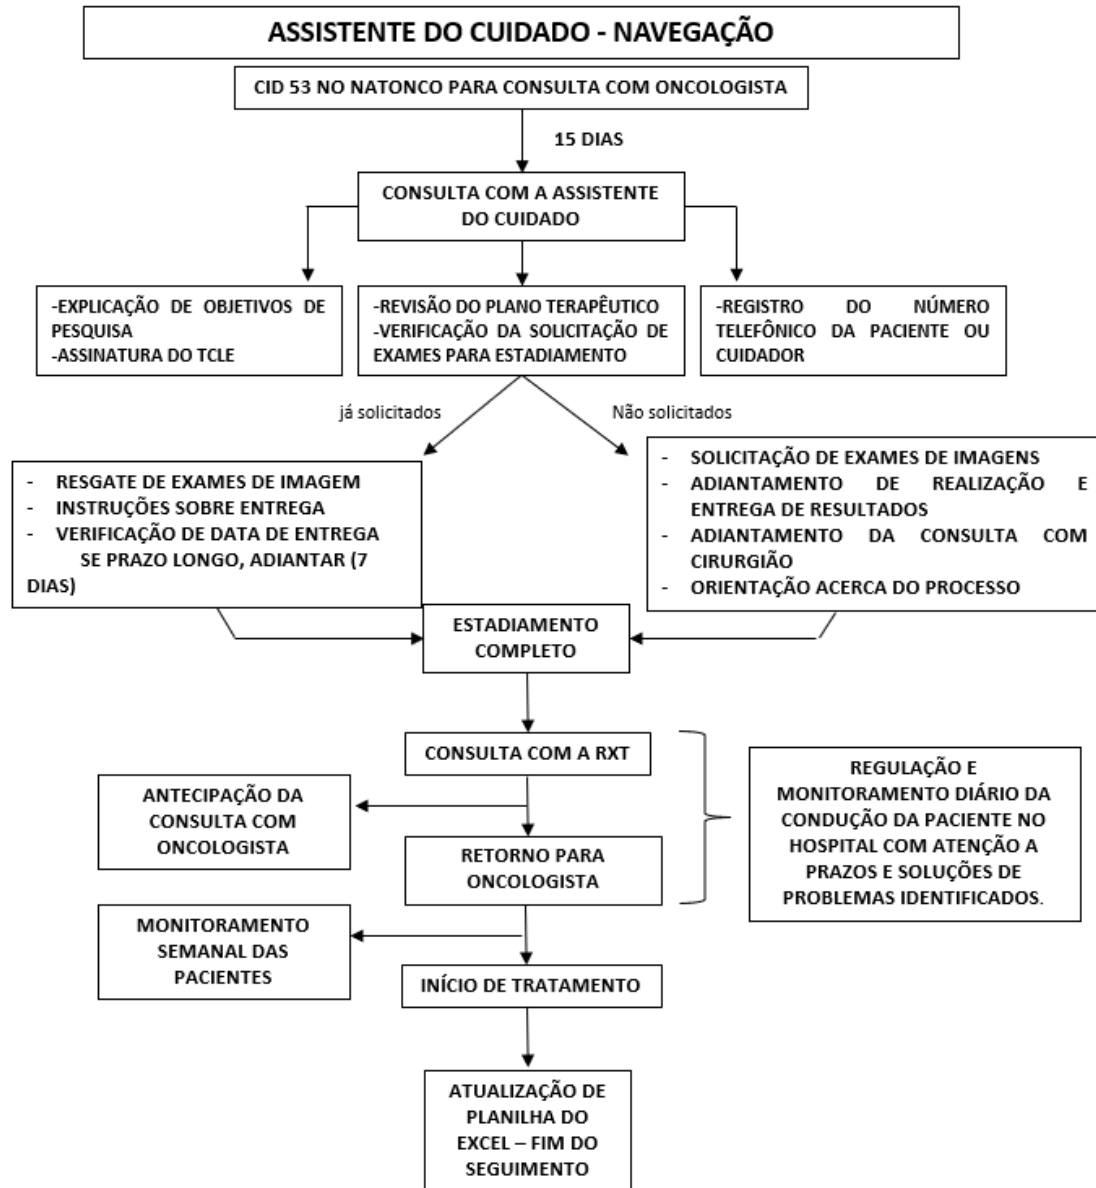 ASSISTENTE DO CUIDADO - NAVEGAÇÃO
CID 53 NO NATONCO PARA CONSULTA COM ONCOLOGISTA
15 DIAS
CONSULTA COM A ASSISTENTE
DO CUIDADO
-EXPLICAÇÃO DE OBJETIVOS DE
PESQUISA
-ASSINATURA DO TCLE
-REVISÃO DO PLANO TERAPÊUTICO
-VERIFICAÇÃO DA SOLICITAÇÃO DE
EXAMES PARA ESTADIAMENTO
-REGISTRO DO NÚMERO
TELEFÔNICO DA PACIENTE OU
CUIDADOR
já solicitados
Não solicitados
- RESGATE DE EXAMES DE IMAGEM
- INSTRUÇÕES SOBRE ENTREGA
- VERIFICAÇÃO DE DATA DE ENTREGA
SE PRAZO LONGO, ADIANTAR (7
DIAS)
- SOLICITAÇÃO DE EXAMES DE IMAGENS
- ADIANTAMENTO DE REALIZAÇÃO E
ENTREGA DE RESULTADOS
- ADIANTAMENTO DA CONSULTA COM
CIRURGIÃO
- ORIENTAÇÃO ACERCA DO PROCESSO
ESTADIAMENTO
COMPLETO
CONSULTA COM A RXT
ANTECIPAÇÃO DA
CONSULTA COM
ONCOLOGISTA
RETORNO PARA
ONCOLOGISTA
REGULAÇÃO E
MONITORAMENTO DIÁRIO DA
CONDUÇÃO DA PACIENTE NO
HOSPITAL COM ATENÇÃO A
PRAZOS E SOLUÇÕES DE
PROBLEMAS IDENTIFICADOS.
MONITORAMENTO
SEMANAL DAS
PACIENTES
INÍCIO DE TRATAMENTO
ATUALIZAÇÃO DE
PLANILHA DO
EXCEL – FIM DO
SEGUIMENTO